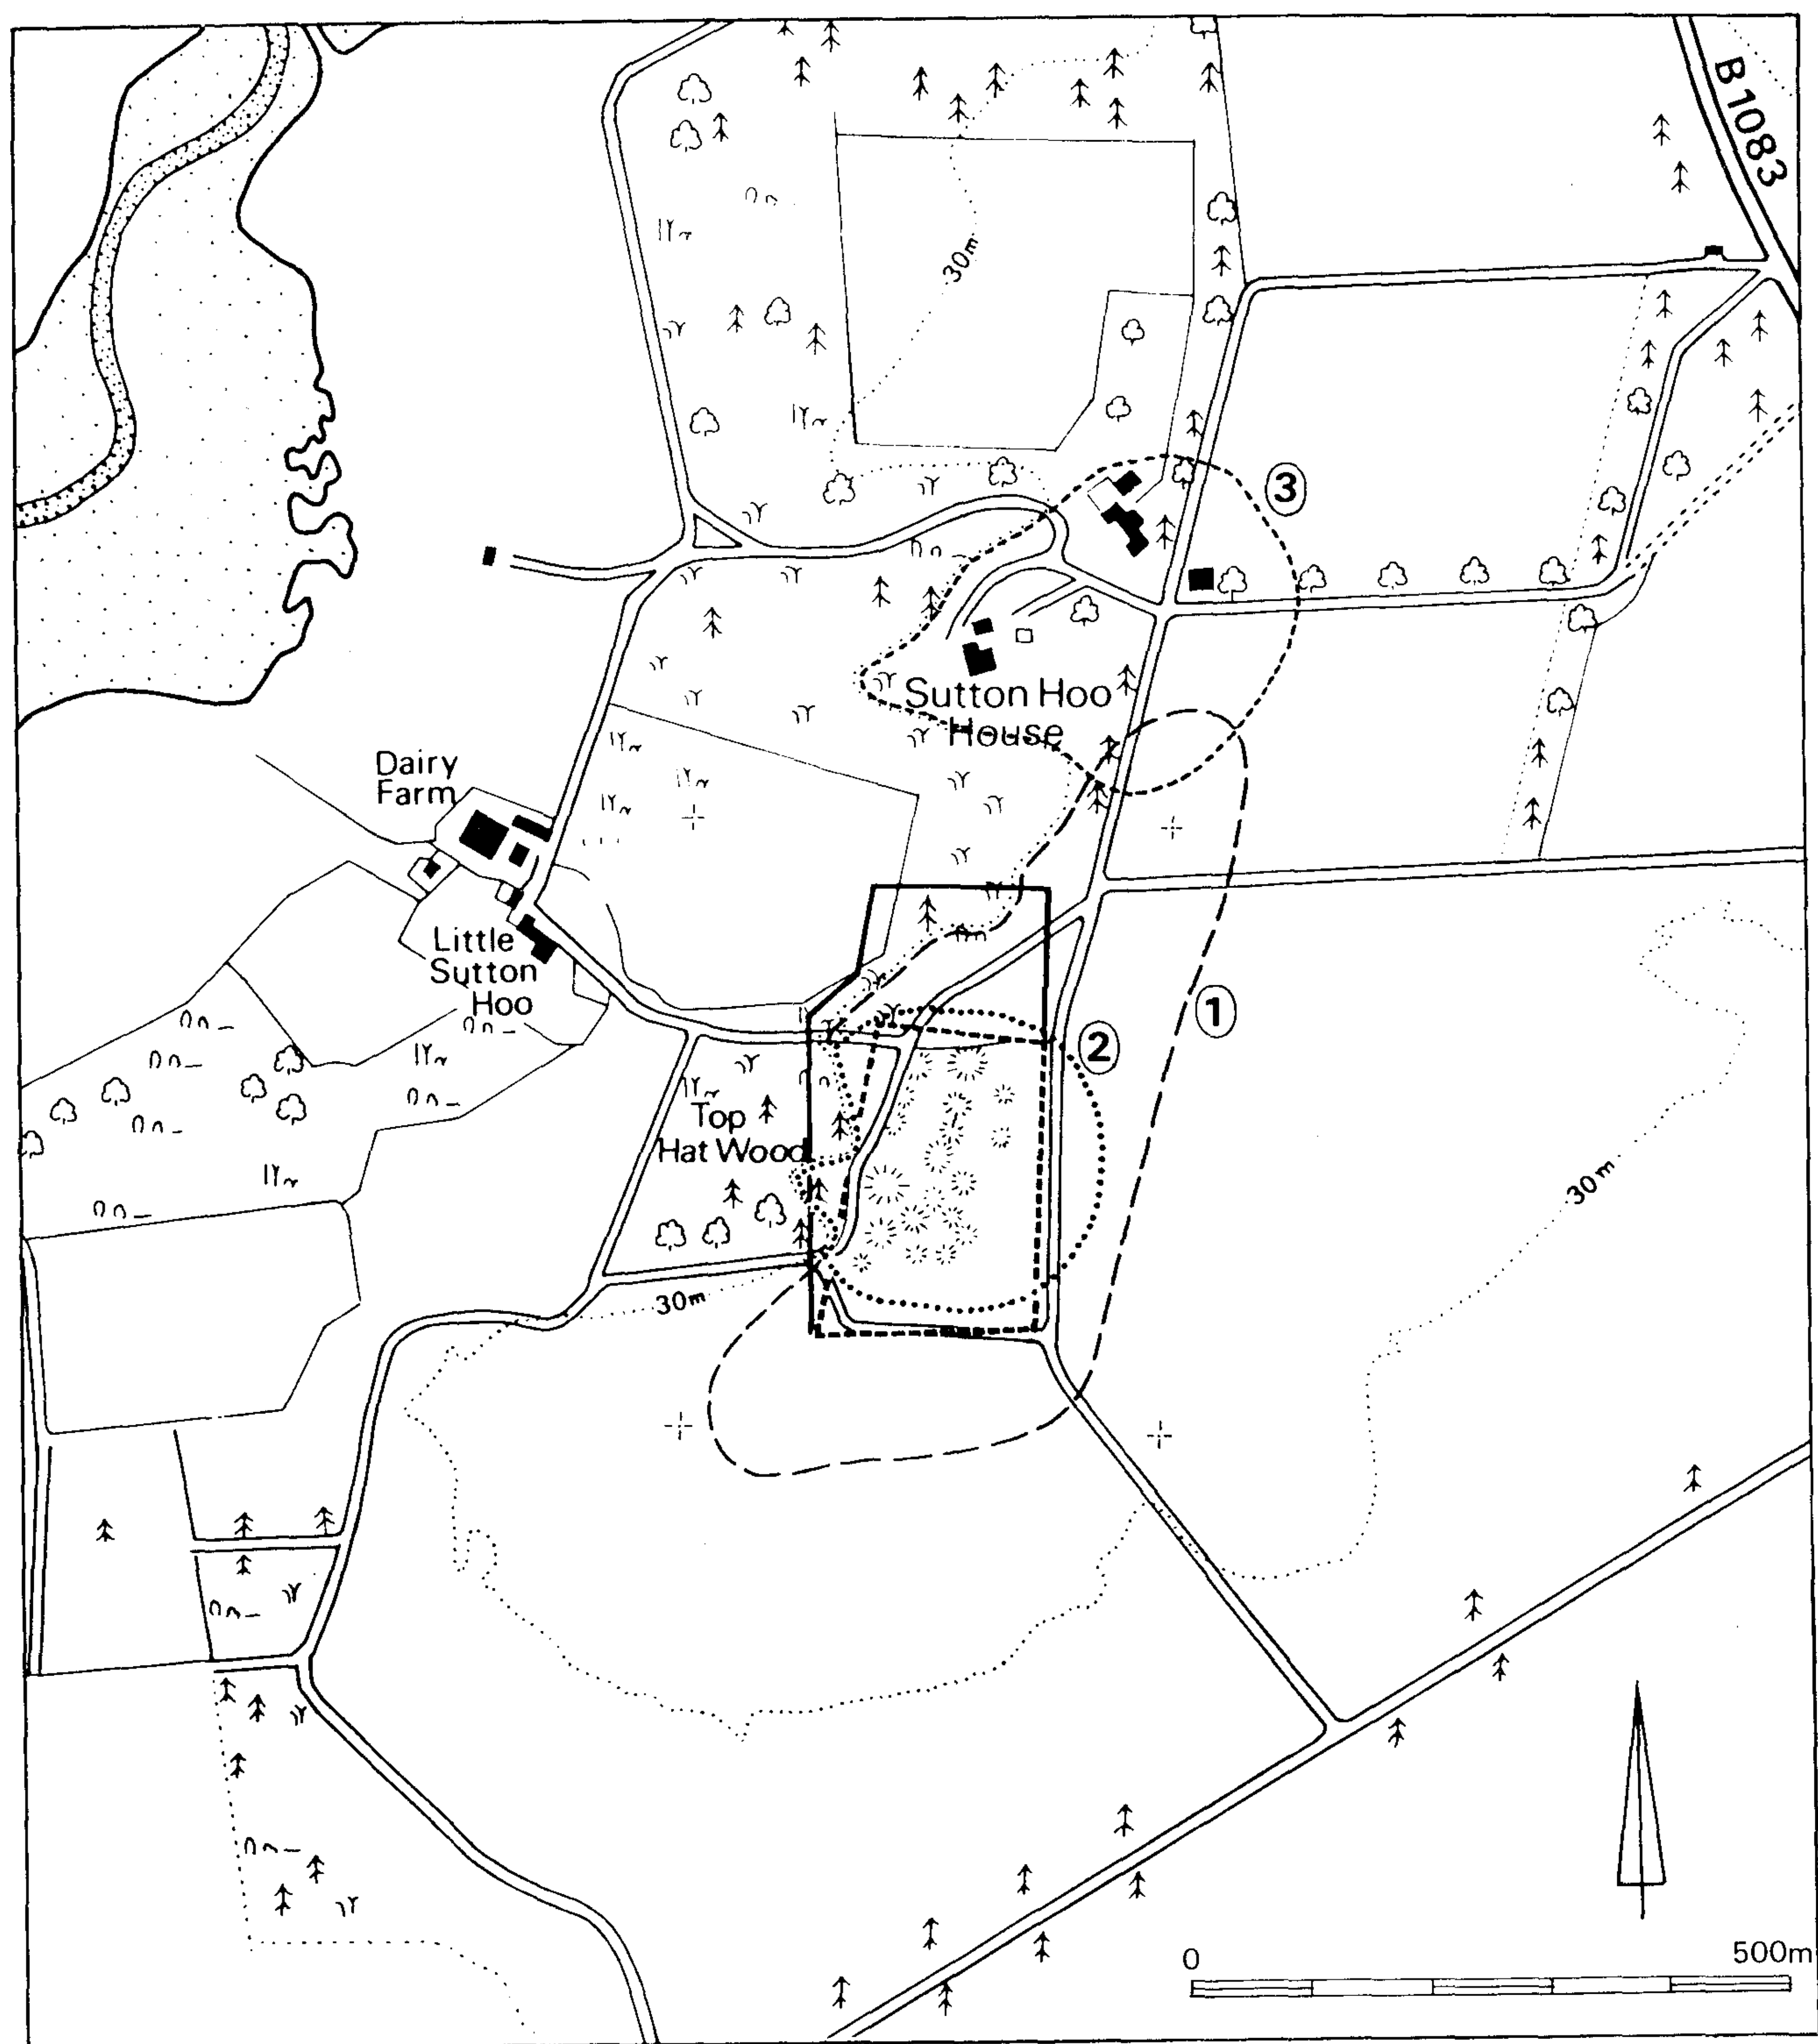 B1083
30m
3
Sutton Hoo
House
Dairy
Farm
Little
Sutton
Hoo
1
2
Top
Hat Wood
30m
30m
0
500m